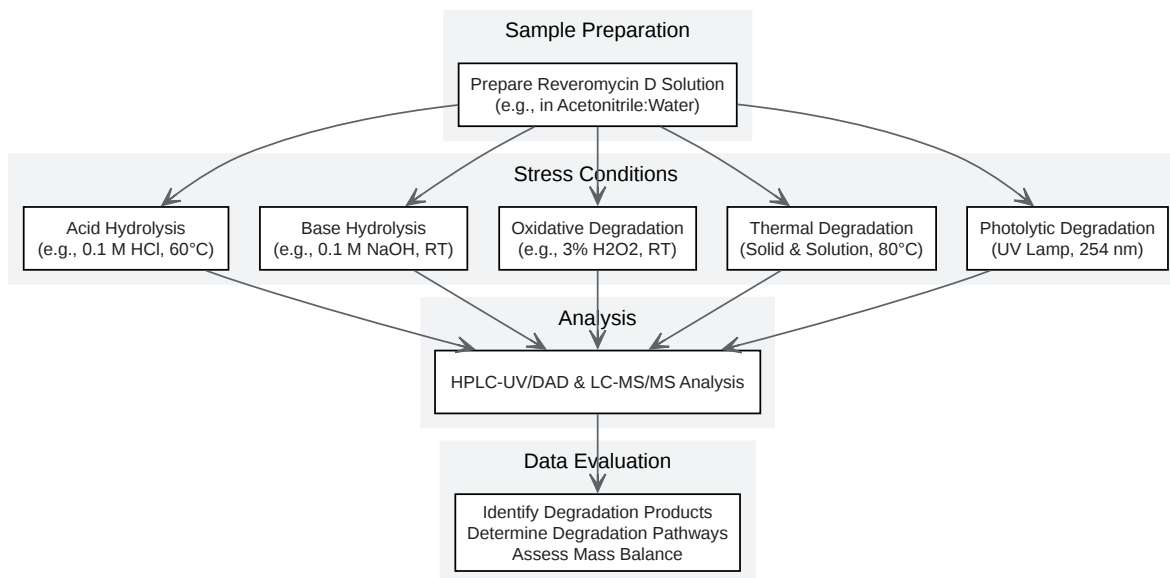 Sample Preparation
Prepare Reveromycin D Solution
(e.g., in Acetonitrile:Water)
Stress Conditions
Acid Hydrolysis
(e.g., 0.1 M HCl, 60°C)
Base Hydrolysis
(e.g., 0.1 M NaOH, RT)
Oxidative Degradation
(e.g., 3% H2O2, RT)
Thermal Degradation
(Solid & Solution, 80°C)
Photolytic Degradation
(UV Lamp, 254 nm)
Analysis
HPLC-UV/DAD & LC-MS/MS Analysis
Data Evaluation
Identify Degradation Products
Determine Degradation Pathways
Assess Mass Balance